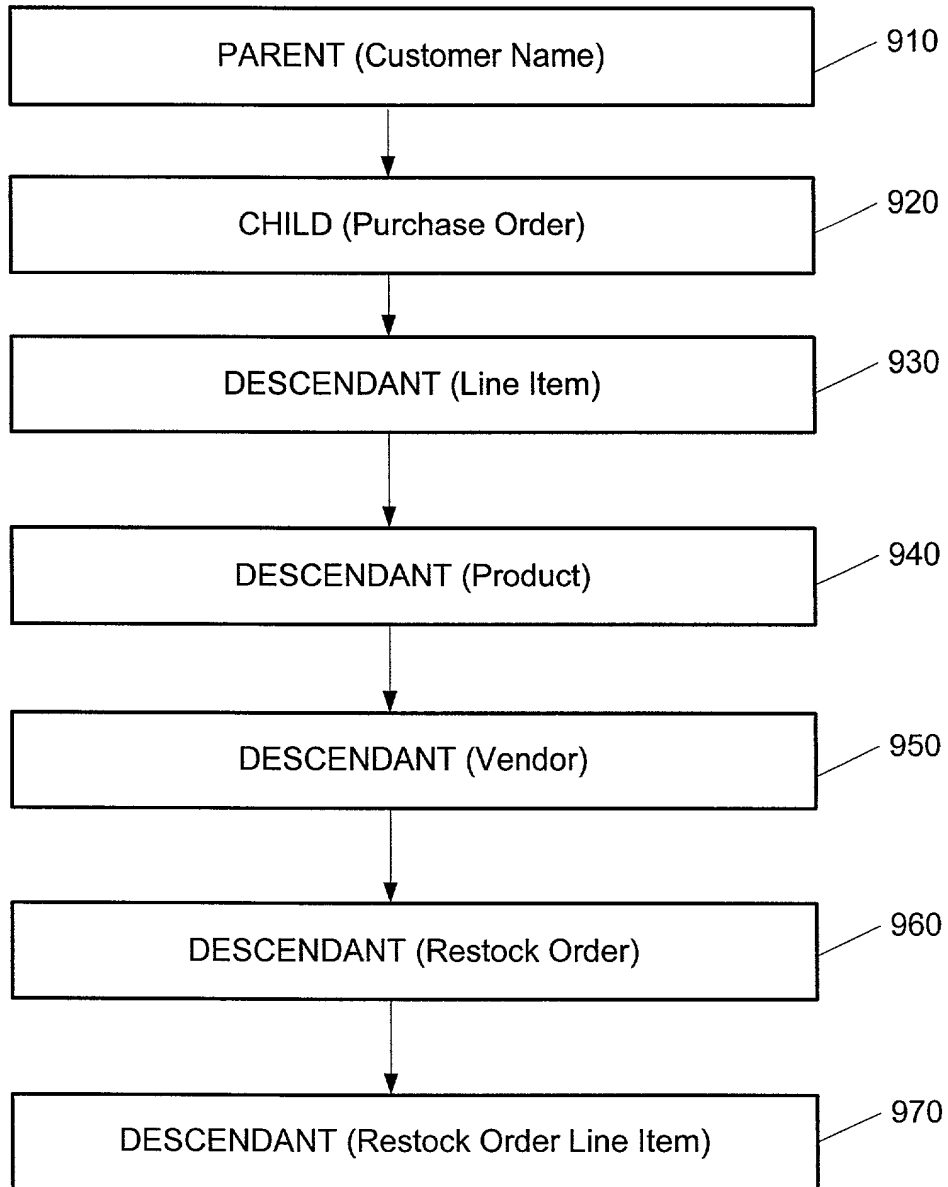 PARENT (Customer Name)
910
CHILD (Purchase Order)
920
DESCENDANT (Line Item)
930
DESCENDANT (Product)
940
DESCENDANT (Vendor)
950
DESCENDANT (Restock Order)
960
DESCENDANT (Restock Order Line Item)
970